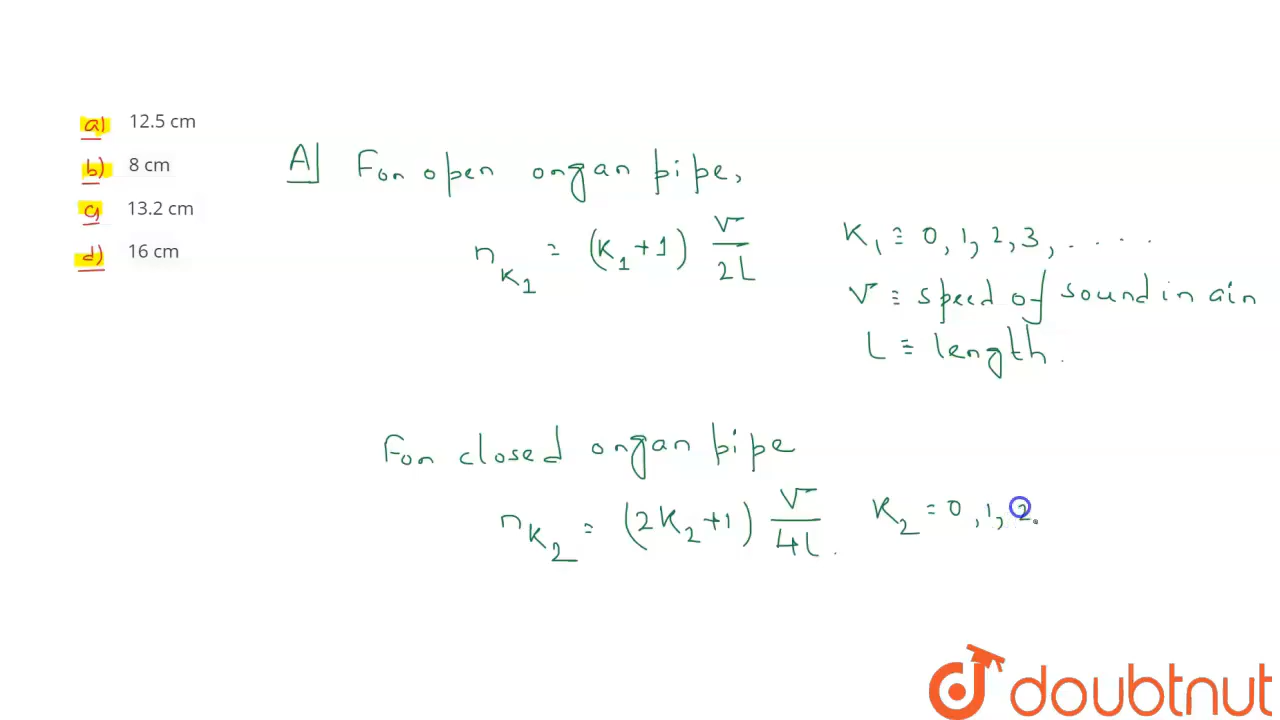 a) 12.5 cm
b) 8 cm
c) 13.2 cm
d) 16 cm
A] For open organ pipe,
n_K₁ = (K₁+1) V/2L
K₁ ≡ 0, 1, 2, 3, .....
V ≡ speed of sound in air
L ≡ length.
For closed organ pipe
n_K₂ = (2K₂+1) V/4L.
K₂ = 0, 1, 2.
doubtnut